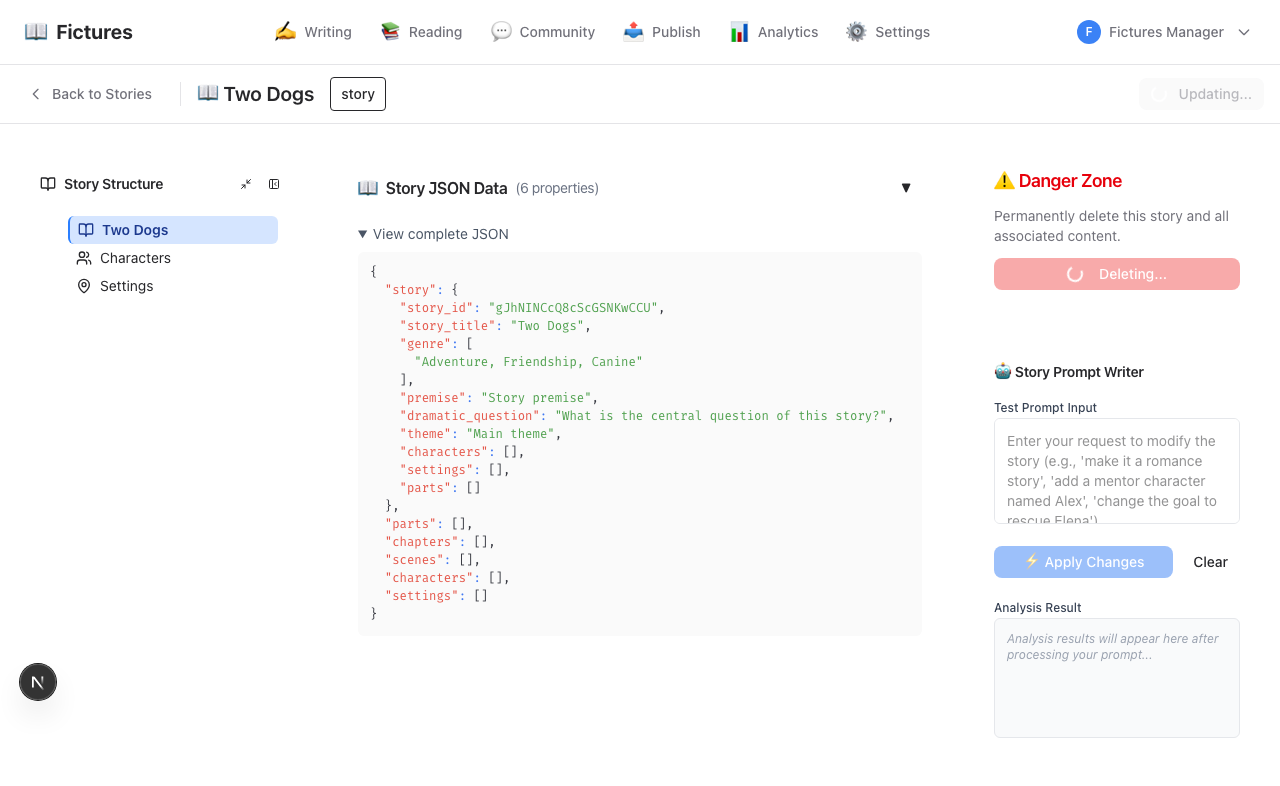 Fictures
Writing
Reading
Community
Publish
Analytics
Settings
F
Fictures Manager
Back to Stories
Two Dogs
story
Updating...
Story Structure
Two Dogs
Characters
Settings
Story JSON Data (6 properties)
▼
▼ View complete JSON
{
  "story": {
    "story_id": "gJhNINCcQ8cScGSNKwCCU",
    "story_title": "Two Dogs",
    "genre": [
      "Adventure, Friendship, Canine"
    ],
    "premise": "Story premise",
    "dramatic_question": "What is the central question of this story?",
    "theme": "Main theme",
    "characters": [],
    "settings": [],
    "parts": []
  },
  "parts": [],
  "chapters": [],
  "scenes": [],
  "characters": [],
  "settings": []
}
Danger Zone
Permanently delete this story and all
associated content.
Deleting...
Story Prompt Writer
Test Prompt Input
Enter your request to modify the
story (e.g., 'make it a romance
story', 'add a mentor character
named Alex', 'change the goal to
rescue Elena')
Apply Changes
Clear
Analysis Result
Analysis results will appear here after
processing your prompt...
N